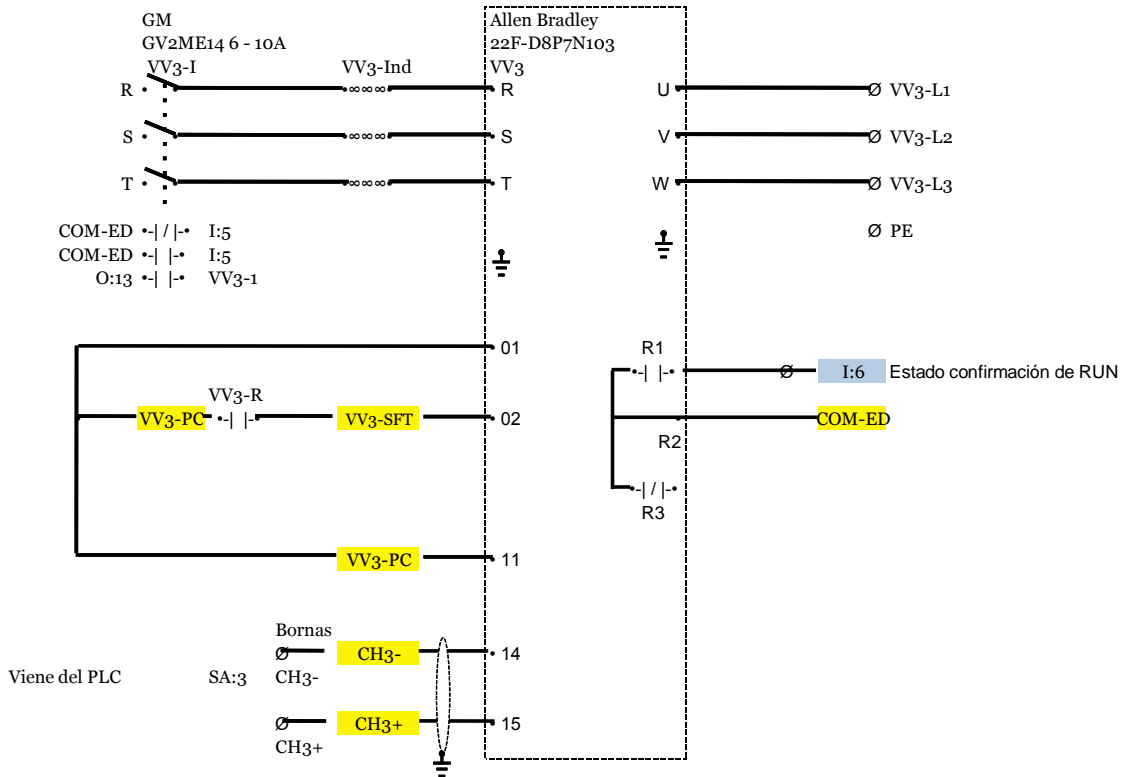 GM
GV2ME14 6 - 10A
VV3-I
VV3-Ind
Allen Bradley
22F-D8P7N103
VV3
R R U Ø VV3-L1
S S V Ø VV3-L2
T T W Ø VV3-L3
COM-ED •-| / |-• I:5
Ø PE
COM-ED •-| |-• I:5
O:13 •-| |-• VV3-1
01
R1
•-| |-• Ø I:6 Estado confirmación de RUN
VV3-R
VV3-PC •-| |-• VV3-SFT 02
COM-ED
R2
•-| / |-•
R3
VV3-PC 11
Bornas
Ø CH3- 14
Viene del PLC SA:3 CH3-
Ø CH3+ 15
CH3+